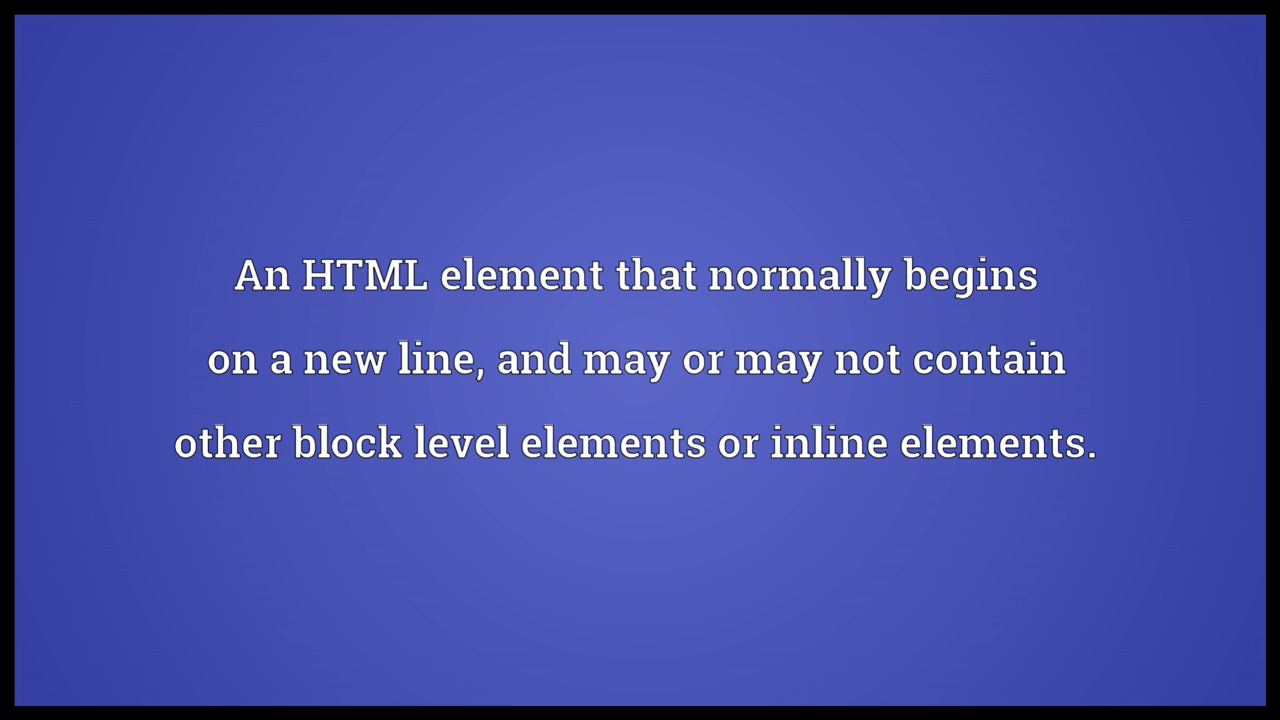 An HTML element that normally begins
on a new line, and may or may not contain
other block level elements or inline elements.